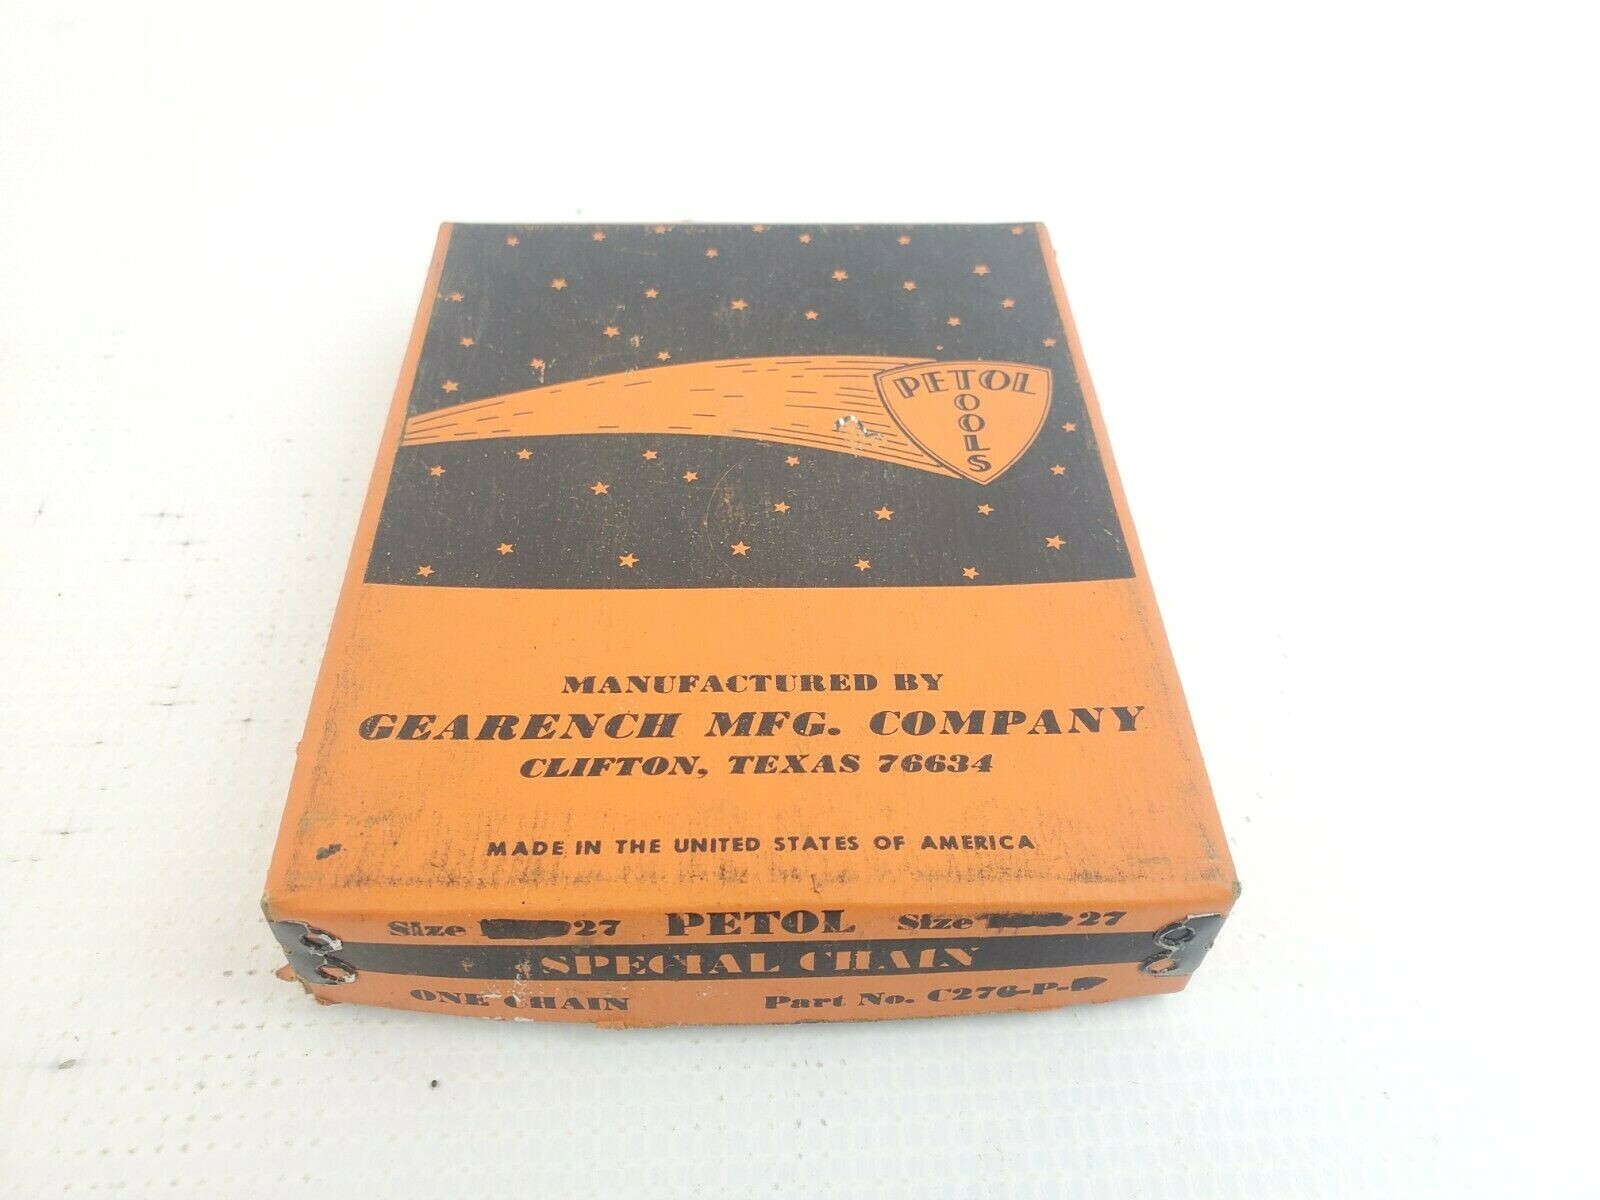 PETOL
TOOLS
MANUFACTURED BY
GEARENCH MFG. COMPANY
CLIFTON, TEXAS 76634
MADE IN THE UNITED STATES OF AMERICA
Size 27 PETOL Size 27
SPECIAL CHAIN
ONE CHAIN Part No. C276-P-